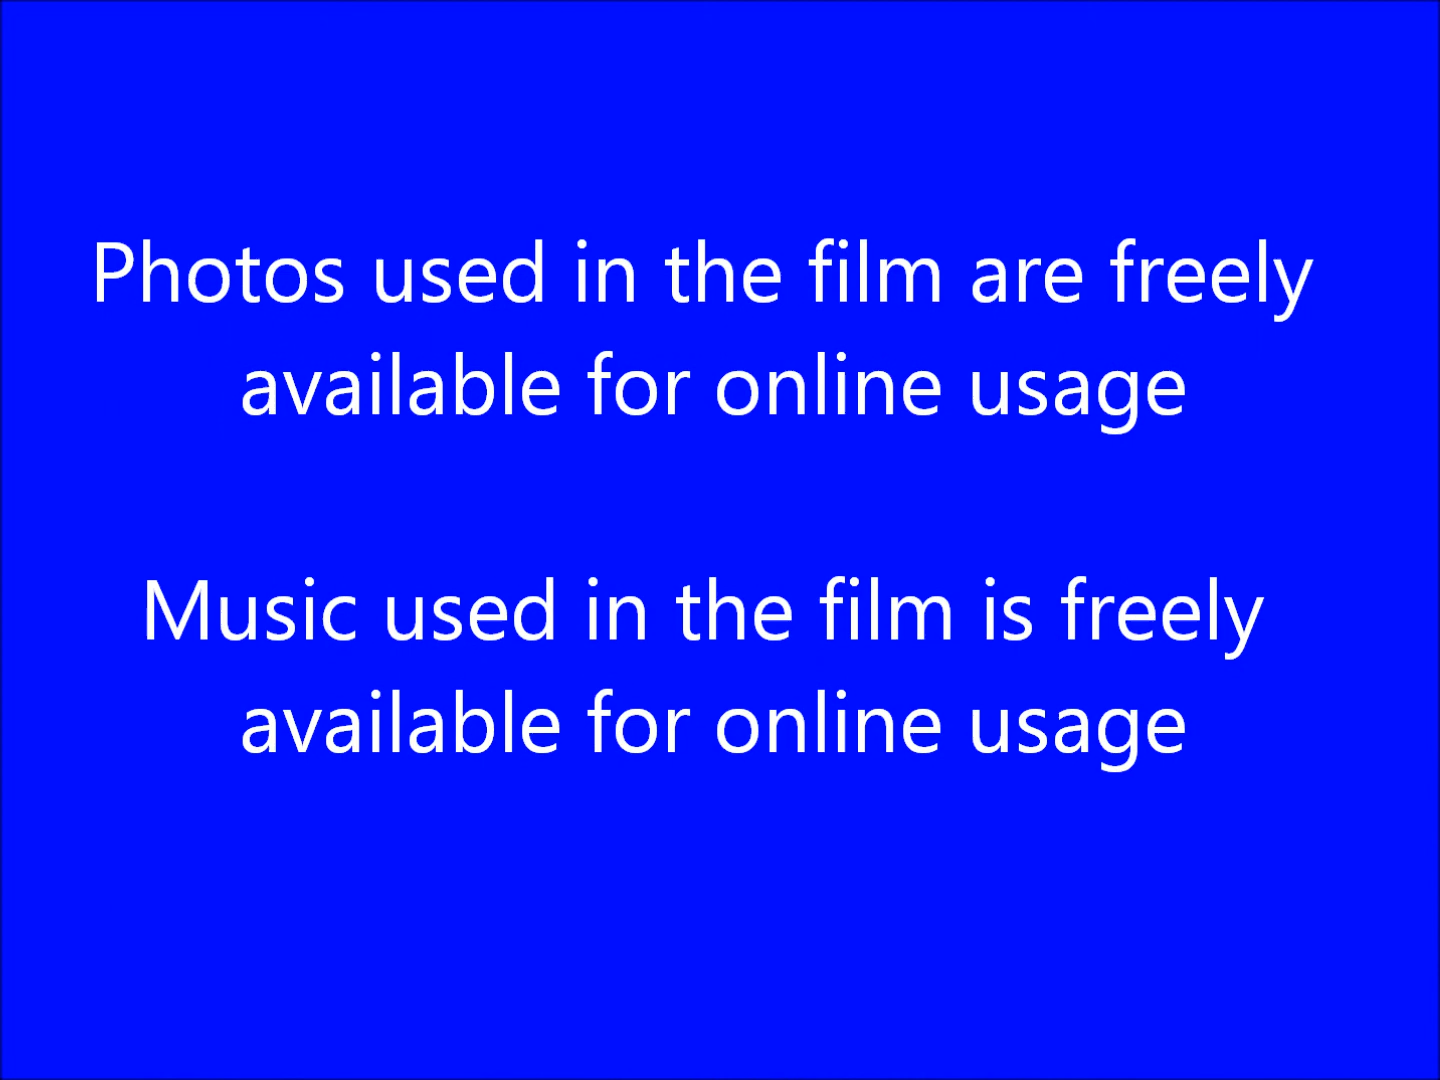 Photos used in the film are freely
available for online usage
Music used in the film is freely
available for online usage